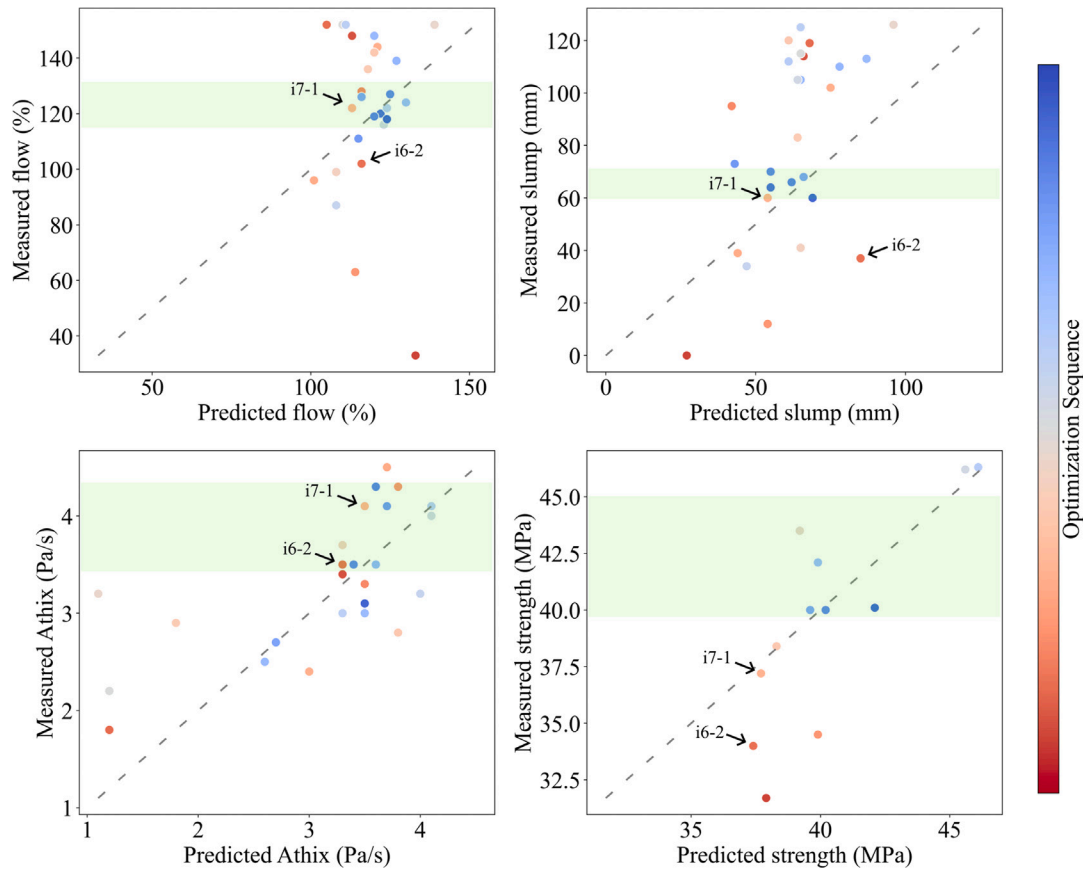 Measured flow (%)
140
120
100
80
60
40
i7-1
i6-2
50
100
150
Predicted flow (%)
Measured slump (mm)
120
100
80
60
40
20
0
i7-1
i6-2
0
50
100
Predicted slump (mm)
Measured Athix (Pa/s)
4
3
2
1
i7-1
i6-2
1
2
3
4
Predicted Athix (Pa/s)
Measured strength (MPa)
45.0
42.5
40.0
37.5
35.0
32.5
i7-1
i6-2
35
40
45
Predicted strength (MPa)
Optimization Sequence